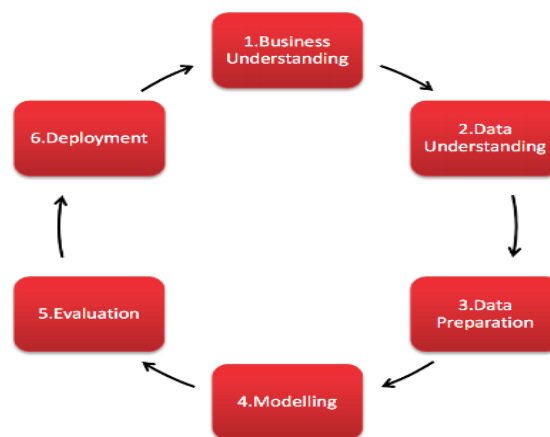 1.Business
Understanding
2.Data
Understanding
3.Data
Preparation
4.Modelling
5.Evaluation
6.Deployment